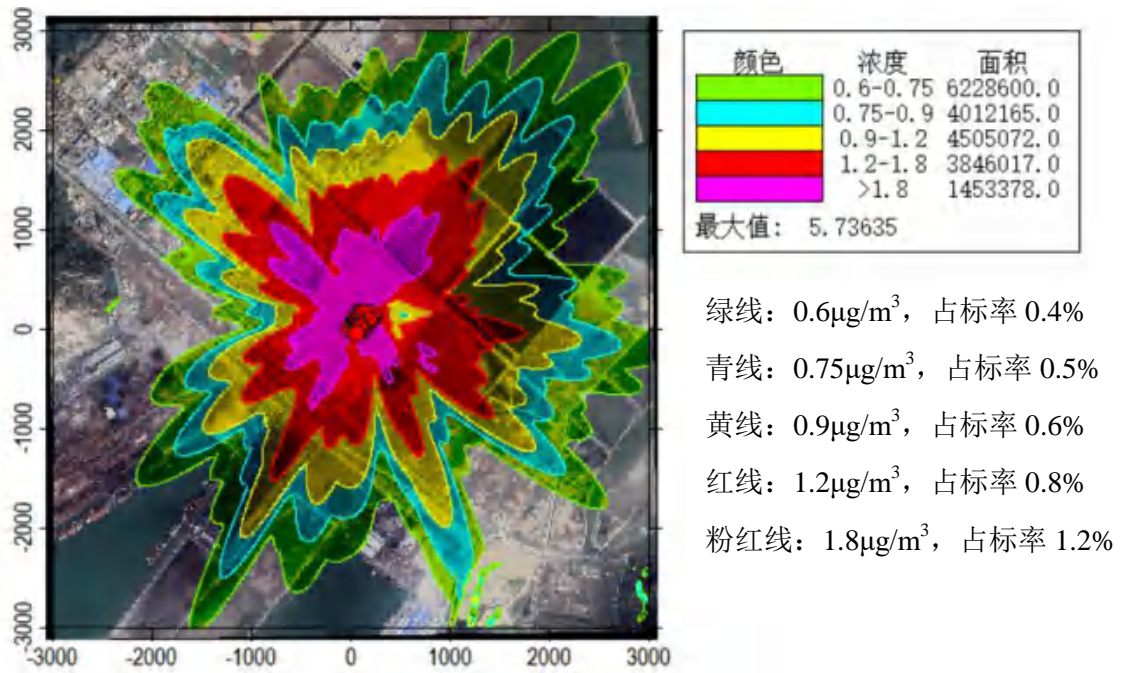 3000
2000
1000
0
-1000
-2000
-3000
-3000 -2000 -1000 0 1000 2000 3000
颜色 浓度 面积
0.6-0.75 6228600.0
0.75-0.9 4012165.0
0.9-1.2 4505072.0
1.2-1.8 3846017.0
>1.8 1453378.0
最大值: 5.73635
绿线：0.6μg/m³，占标率 0.4%
青线：0.75μg/m³，占标率 0.5%
黄线：0.9μg/m³，占标率 0.6%
红线：1.2μg/m³，占标率 0.8%
粉红线：1.8μg/m³，占标率 1.2%